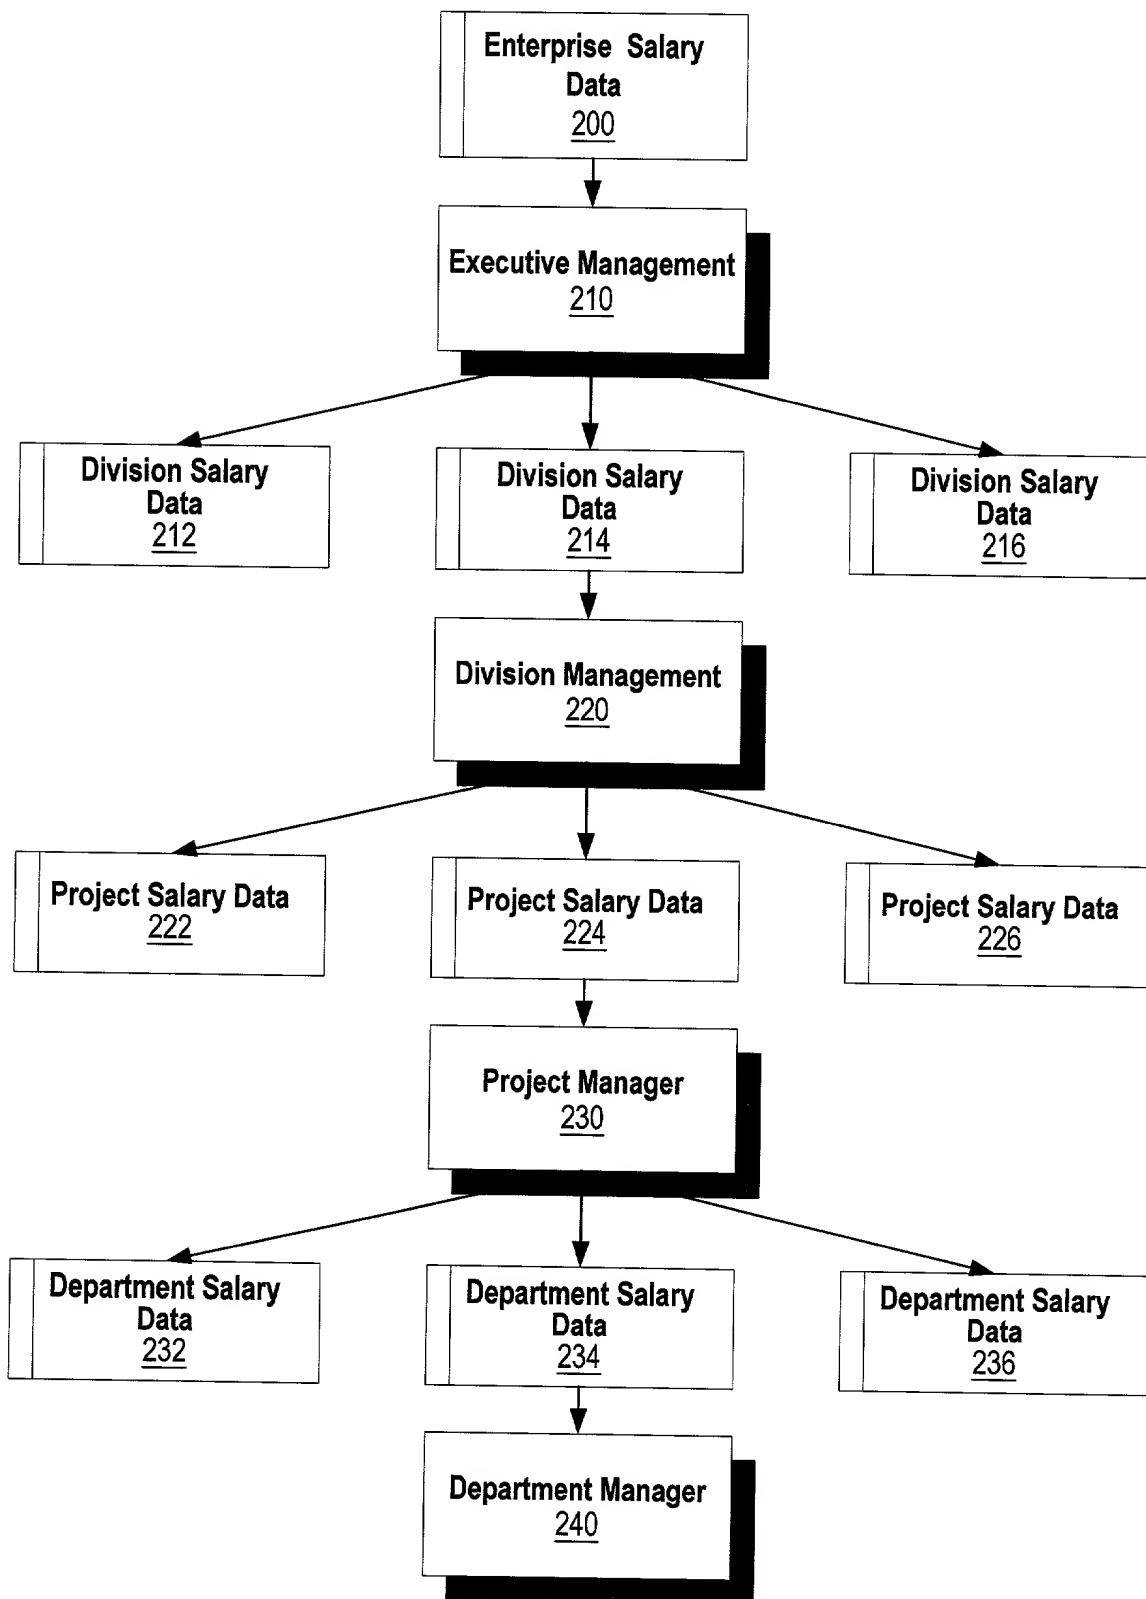 Enterprise Salary
Data
200
Executive Management
210
Division Salary
Data
212
Division Salary
Data
214
Division Salary
Data
216
Division Management
220
Project Salary Data
222
Project Salary Data
224
Project Salary Data
226
Project Manager
230
Department Salary
Data
232
Department Salary
Data
234
Department Salary
Data
236
Department Manager
240